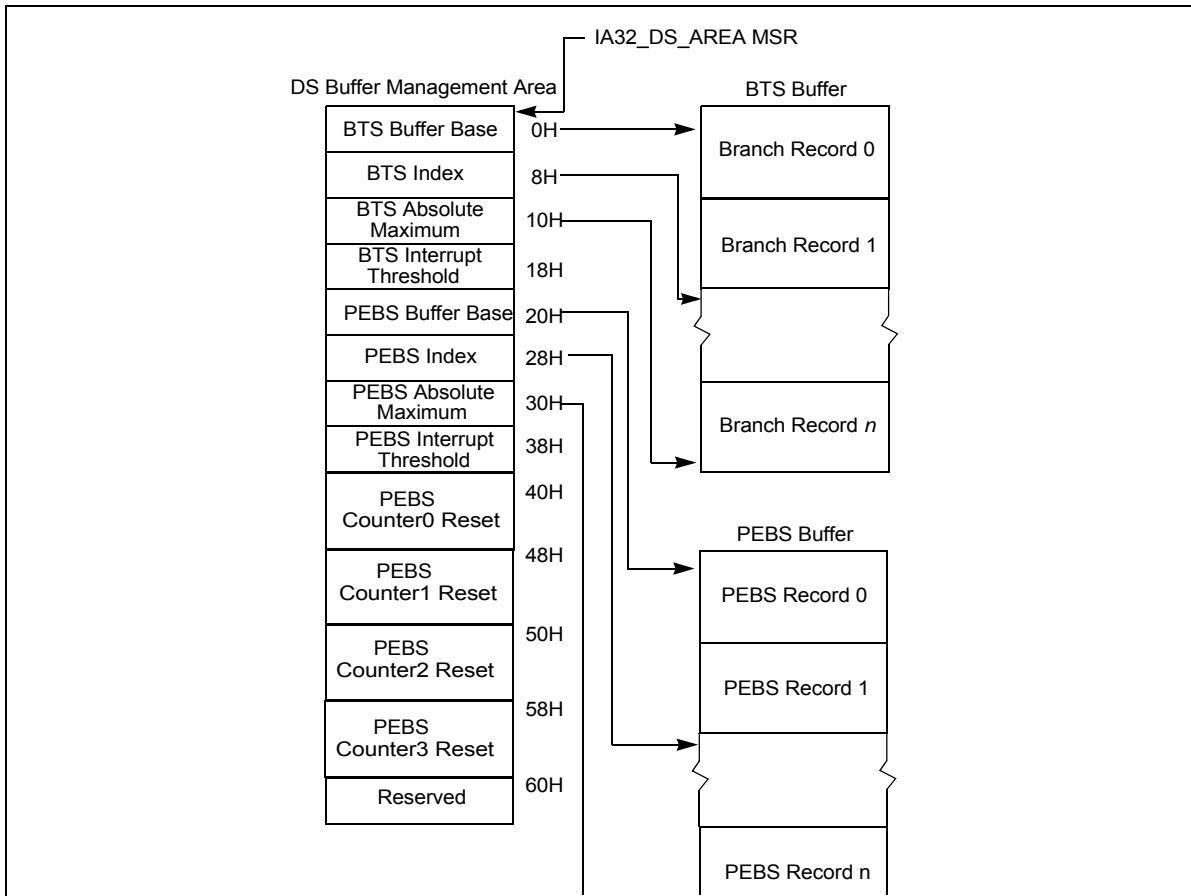 IA32_DS_AREA MSR
DS Buffer Management Area
BTS Buffer Base
0H
BTS Index
8H
BTS Absolute
Maximum
10H
BTS Interrupt
Threshold
18H
PEBS Buffer Base
20H
PEBS Index
28H
PEBS Absolute
Maximum
30H
PEBS Interrupt
Threshold
38H
PEBS
Counter0 Reset
40H
PEBS
Counter1 Reset
48H
PEBS
Counter2 Reset
50H
PEBS
Counter3 Reset
58H
Reserved
60H
BTS Buffer
Branch Record 0
Branch Record 1
Branch Record n
PEBS Buffer
PEBS Record 0
PEBS Record 1
PEBS Record n